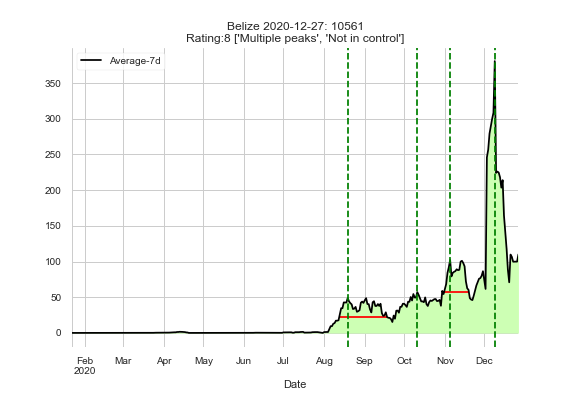 Belize 2020-12-27: 10561
Rating:8 ['Multiple peaks', 'Not in control']
Average-7d
350
300
250
200
150
100
50
0
Feb Mar Apr May Jun Jul Aug Sep Oct Nov Dec
2020
Date